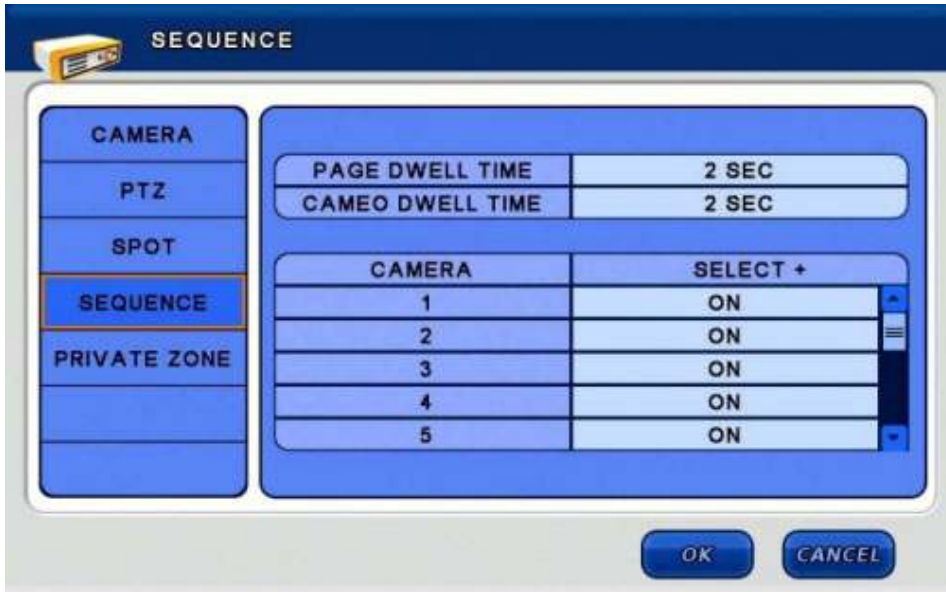 SEQUENCE
CAMERA
PTZ
SPOT
SEQUENCE
PRIVATE ZONE
PAGE DWELL TIME 2 SEC
CAMEO DWELL TIME 2 SEC
CAMERA SELECT +
1 ON
2 ON
3 ON
4 ON
5 ON
OK CANCEL